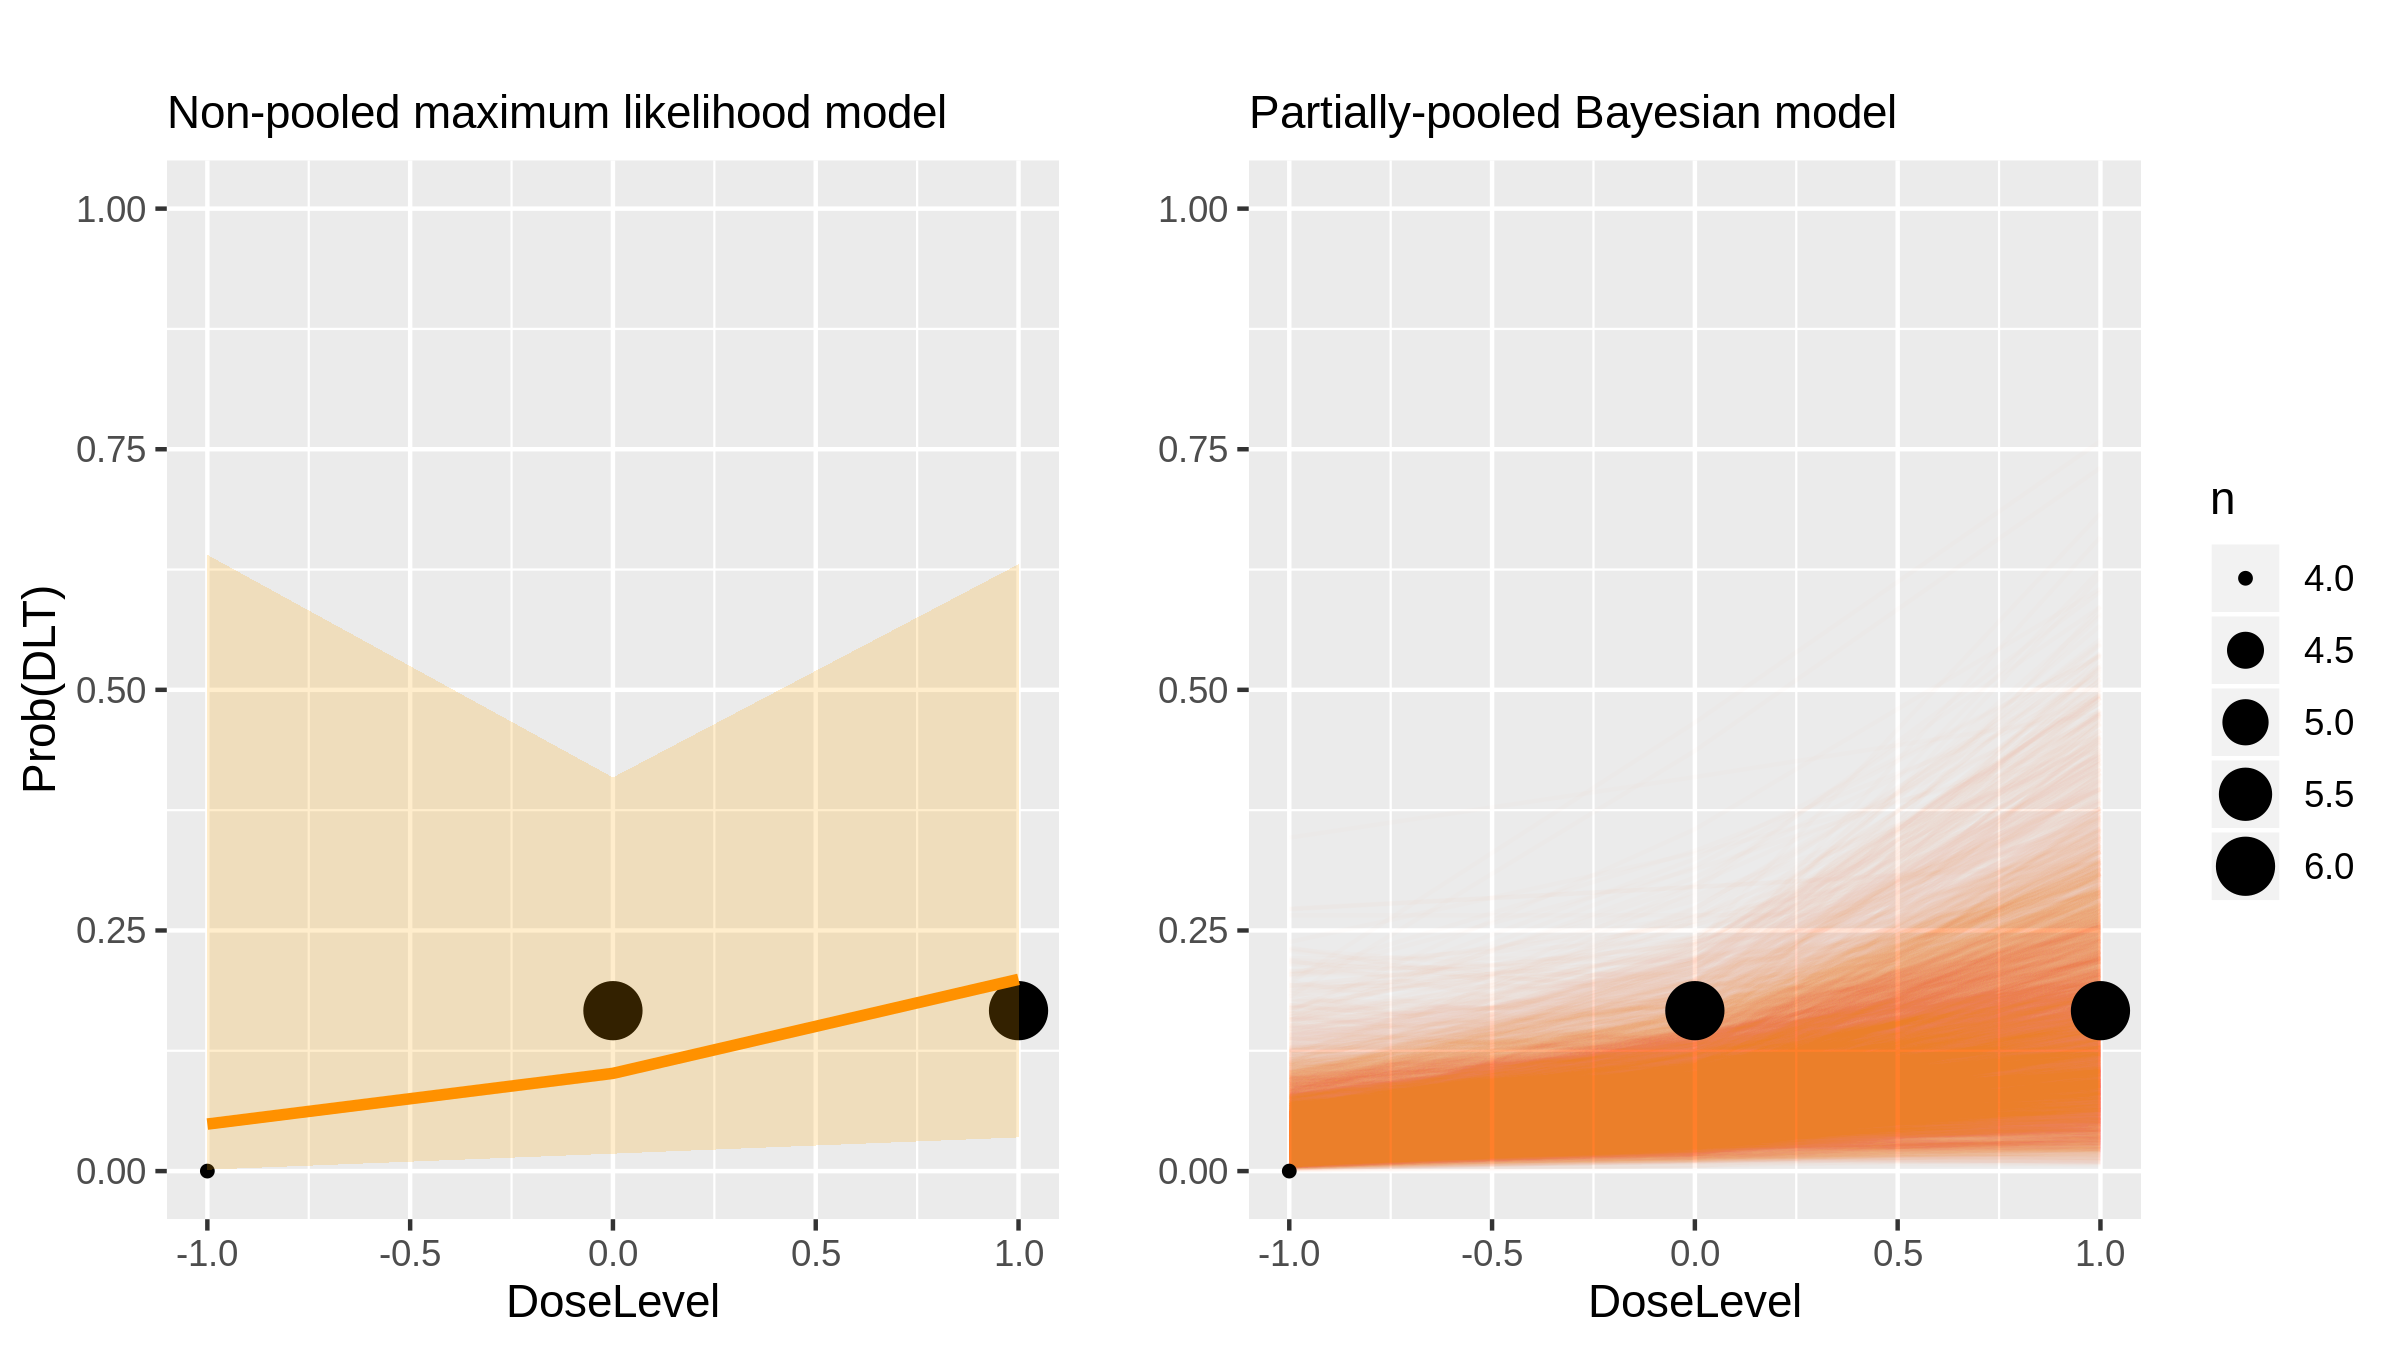 Non-pooled maximum likelihood model
Prob(DLT)
1.00
0.75
0.50
0.25
0.00
-1.0 -0.5 0.0 0.5 1.0
DoseLevel
Partially-pooled Bayesian model
1.00
0.75
0.50
0.25
0.00
-1.0 -0.5 0.0 0.5 1.0
DoseLevel
n
4.0
4.5
5.0
5.5
6.0